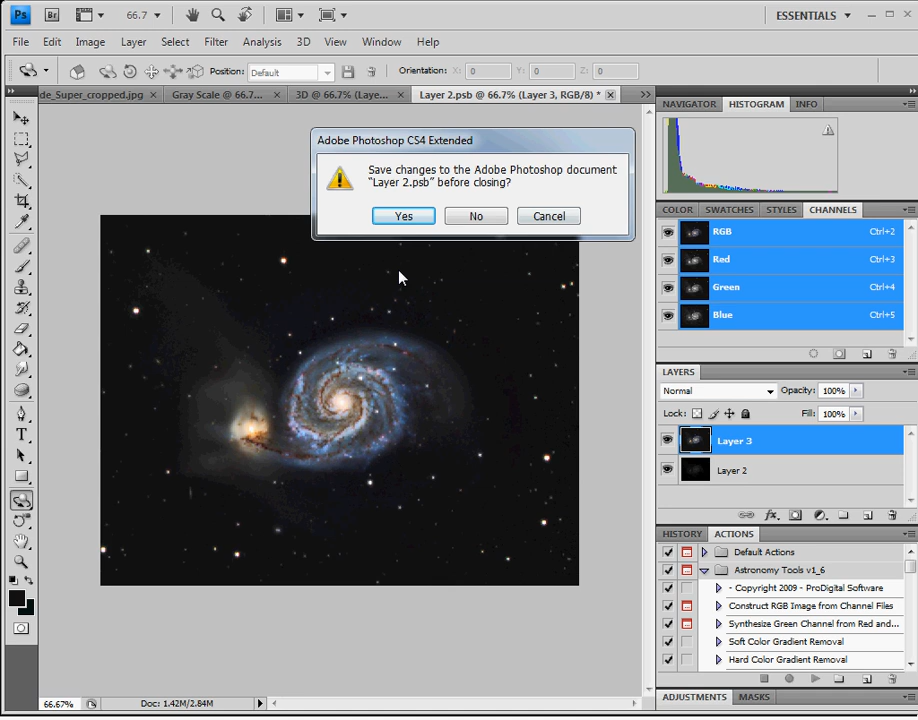 Ps Br 66.7 ESSENTIALS
File Edit Image Layer Select Filter Analysis 3D View Window Help
Position: Default Orientation: X: 0 Y: 0 Z: 0
de_Super_cropped.jpg × Gray Scale @ 66.7... × 3D @ 66.7% (Laye... × Layer 2.psb @ 66.7% (Layer 3, RGB/8) * ×
NAVIGATOR HISTOGRAM INFO
Adobe Photoshop CS4 Extended
Save changes to the Adobe Photoshop document
“Layer 2.psb” before closing?
Yes No Cancel
COLOR SWATCHES STYLES CHANNELS
RGB Ctrl+2
Red Ctrl+3
Green Ctrl+4
Blue Ctrl+5
LAYERS
Normal Opacity: 100%
Lock: Fill: 100%
Layer 3
Layer 2
HISTORY ACTIONS
Default Actions
Astronomy Tools v1_6
- Copyright 2009 - ProDigital Software
Construct RGB Image from Channel Files
Synthesize Green Channel from Red and...
Soft Color Gradient Removal
Hard Color Gradient Removal
ADJUSTMENTS MASKS
66.67% Doc: 1.42M/2.84M